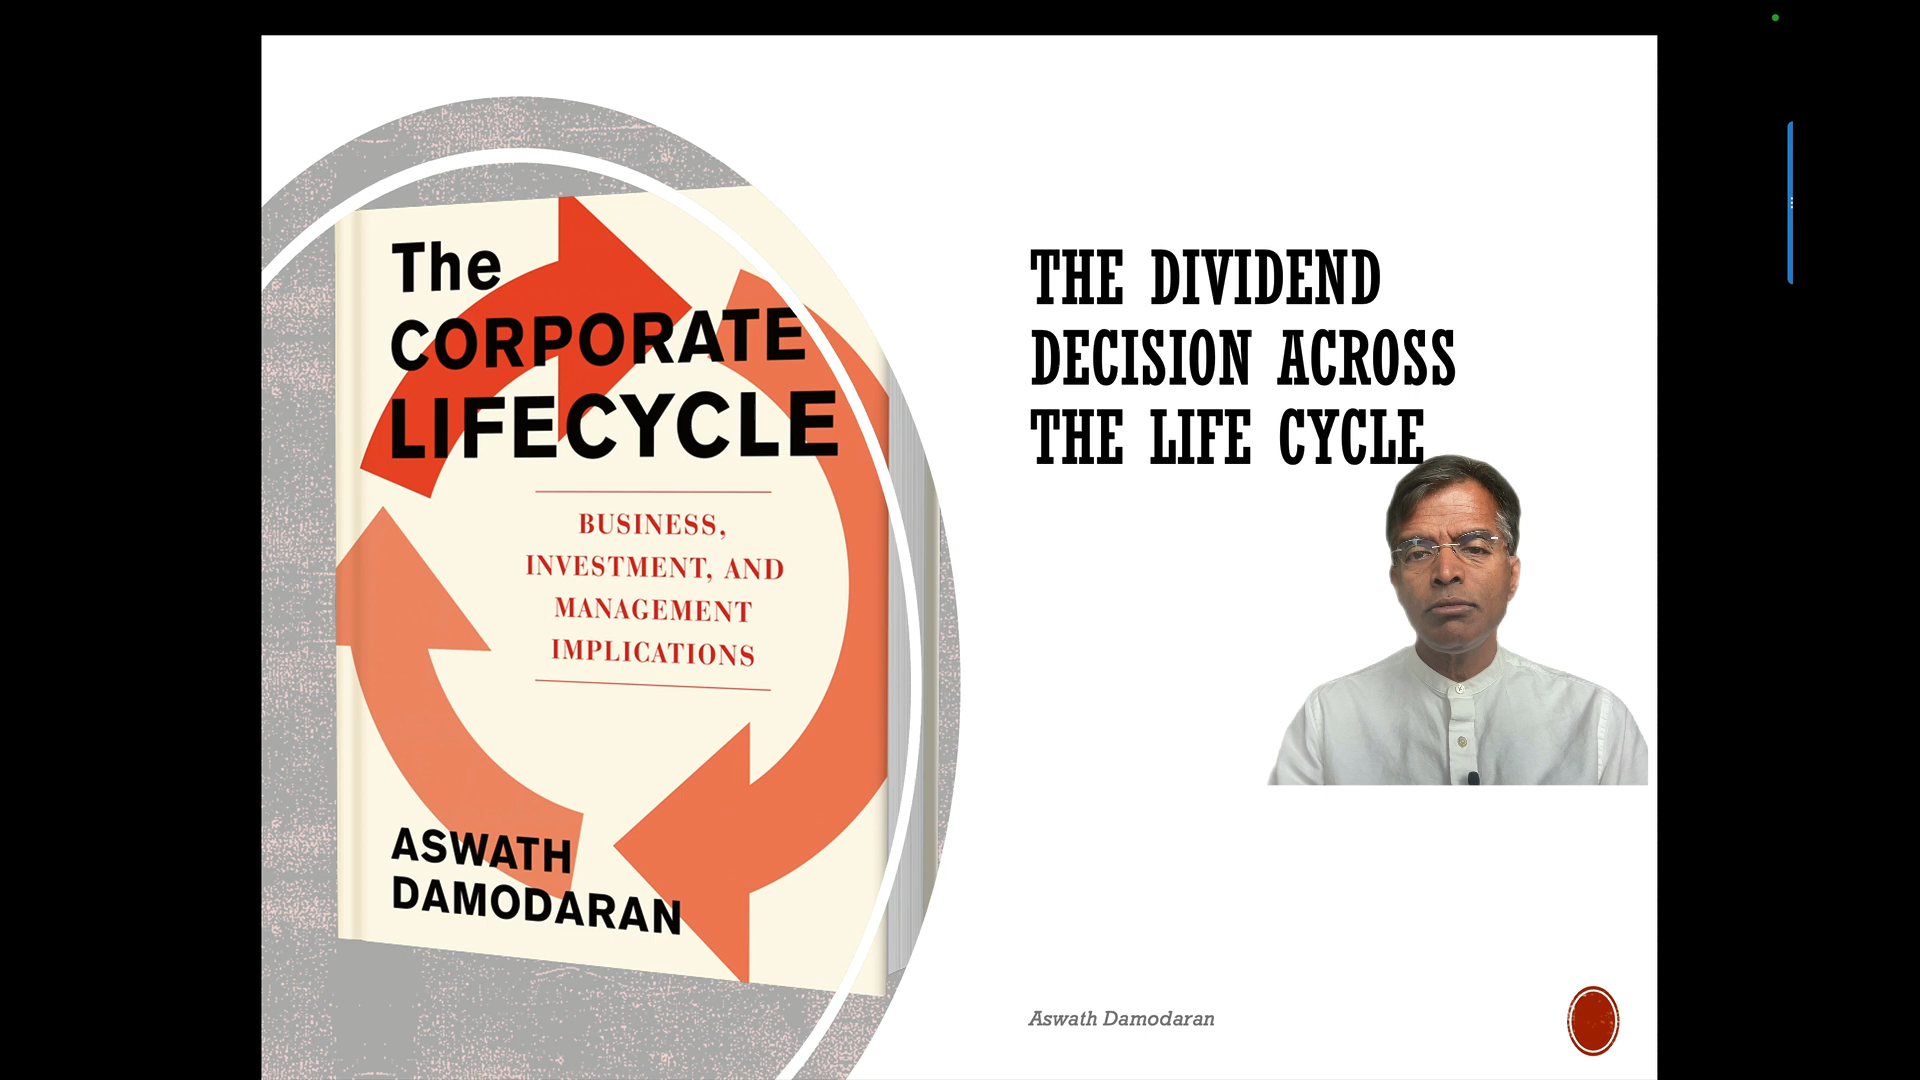 The
CORPORATE
LIFECYCLE
BUSINESS,
INVESTMENT, AND
MANAGEMENT
IMPLICATIONS
ASWATH
DAMODARAN
THE DIVIDEND
DECISION ACROSS
THE LIFE CYCLE
Aswath Damodaran